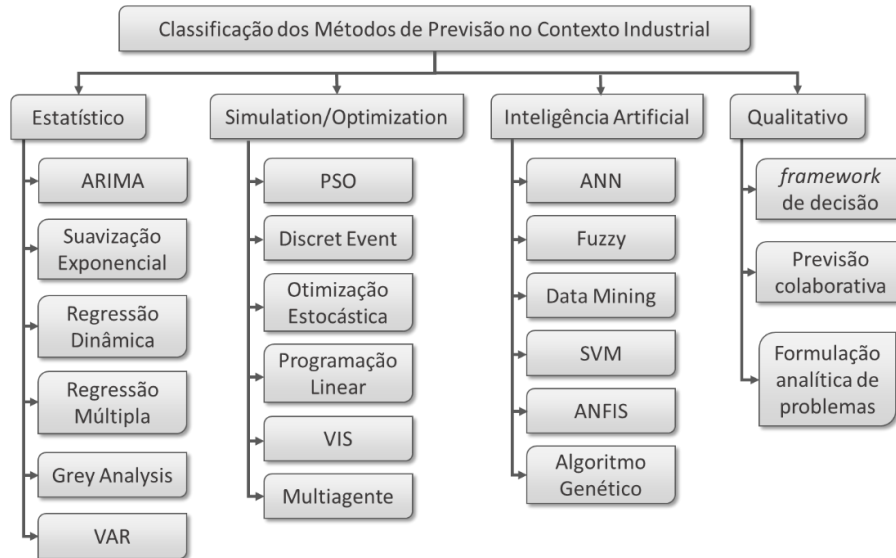 Classificação dos Métodos de Previsão no Contexto Industrial
Estatístico
ARIMA
Suavização
Exponencial
Regressão
Dinâmica
Regressão
Múltipla
Grey Analysis
VAR
Simulation/Optimization
PSO
Discret Event
Otimização
Estocástica
Programação
Linear
VIS
Multiagente
Inteligência Artificial
ANN
Fuzzy
Data Mining
SVM
ANFIS
Algoritmo
Genético
Qualitativo
framework
de decisão
Previsão
colaborativa
Formulação
analítica de
problemas